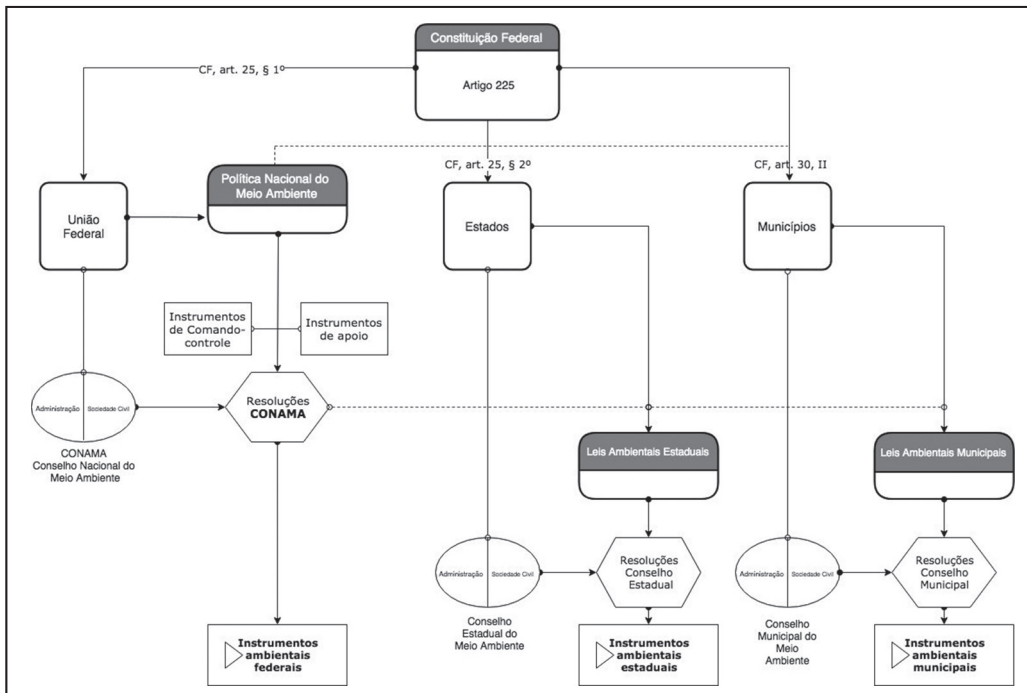 Constituição Federal
Artigo 225
CF, art. 25, § 1º
CF, art. 25, § 2º
CF, art. 30, II
União
Federal
Política Nacional do
Meio Ambiente
Estados
Municípios
Instrumentos
de Comando-
controle
Instrumentos
de apoio
Administração
Sociedade Civil
CONAMA
Conselho Nacional do
Meio Ambiente
Resoluções
CONAMA
Leis Ambientais Estaduais
Leis Ambientais Municipais
Administração
Sociedade Civil
Conselho
Estadual do
Meio Ambiente
Resoluções
Conselho
Estadual
Administração
Sociedade Civil
Conselho
Municipal do
Meio
Ambiente
Resoluções
Conselho
Municipal
Instrumentos
ambientais
federais
Instrumentos
ambientais
estaduais
Instrumentos
ambientais
municipais